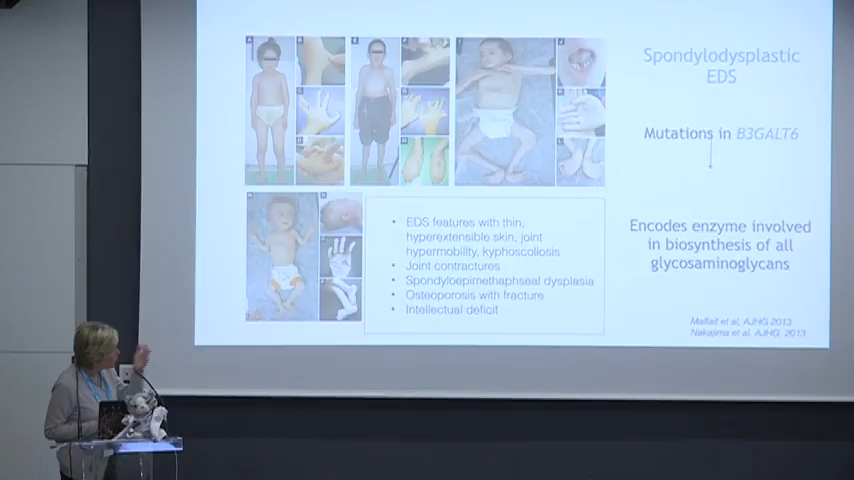 Spondylodysplastic
EDS
Mutations in B3GALT6
• EDS features with thin,
hyperextensible skin, joint
hypermobility, kyphoscoliosis
• Joint contractures
• Spondyloepimethaphseal dysplasia
• Osteoporosis with fracture
• Intellectual deficit
Encodes enzyme involved
in biosynthesis of all
glycosaminoglycans
Malfait et al, AJHG 2013
Nakajima et al. AJHG, 2013